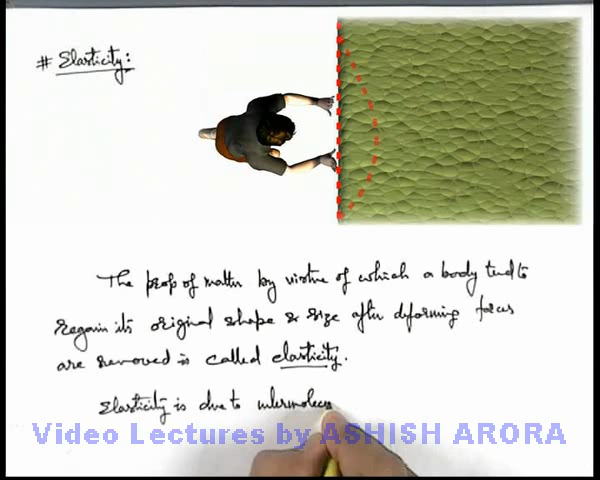 # Elasticity:
The prop of matter by virtue of which a body tend to
regain its original shape & size after deforming forces
are removed is called elasticity.
Elasticity is due to intermolecu
Video Lectures by ASHISH ARORA